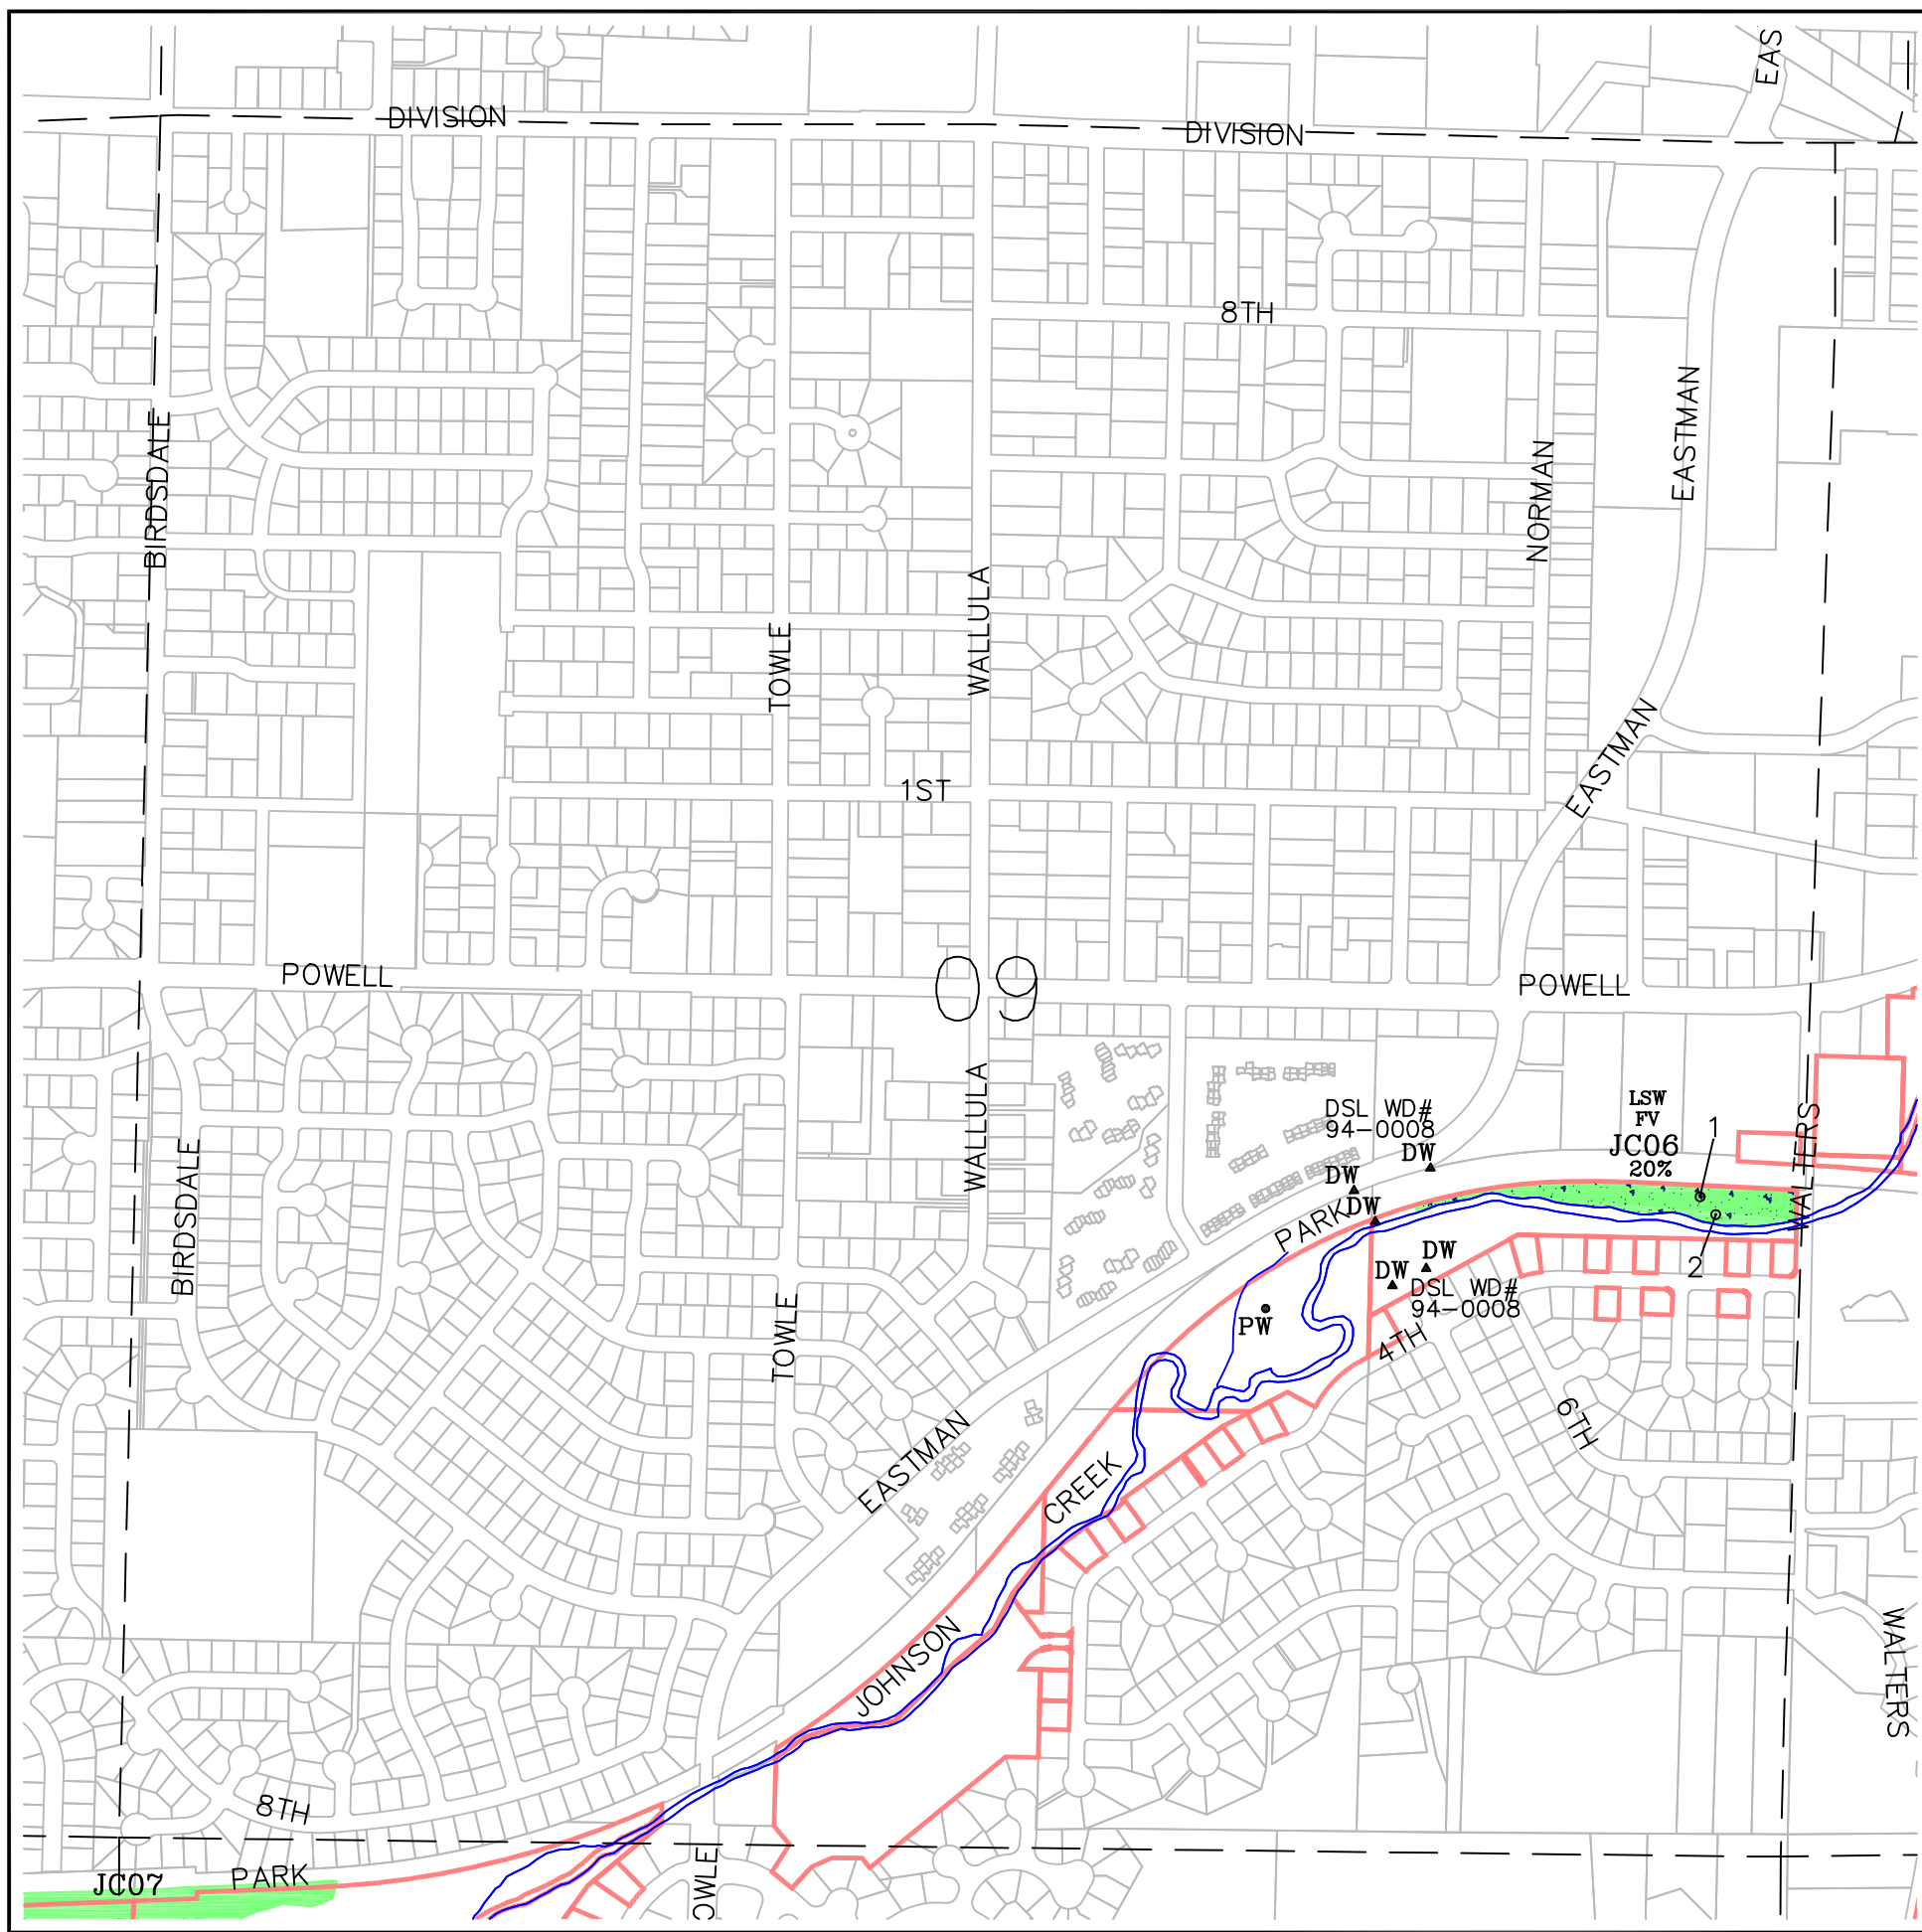 EAS
DIVISION
DIVISION
8TH
EASTMAN
BIRDSDALE
NORMAN
WALLULA
TOWLE
EASTMAN
1ST
POWELL
09
POWELL
WALLULA
DSL WD#
94-0008
LSW
FV
JC06
20%
1
WALTERS
BIRDSDALE
DW
DW
DW
PARK
DW
DW
2
DSL WD#
94-0008
PW
TOWLE
4TH
6TH
EASTMAN
CREEK
JOHNSON
WALTERS
8TH
JC07
PARK
OWLE